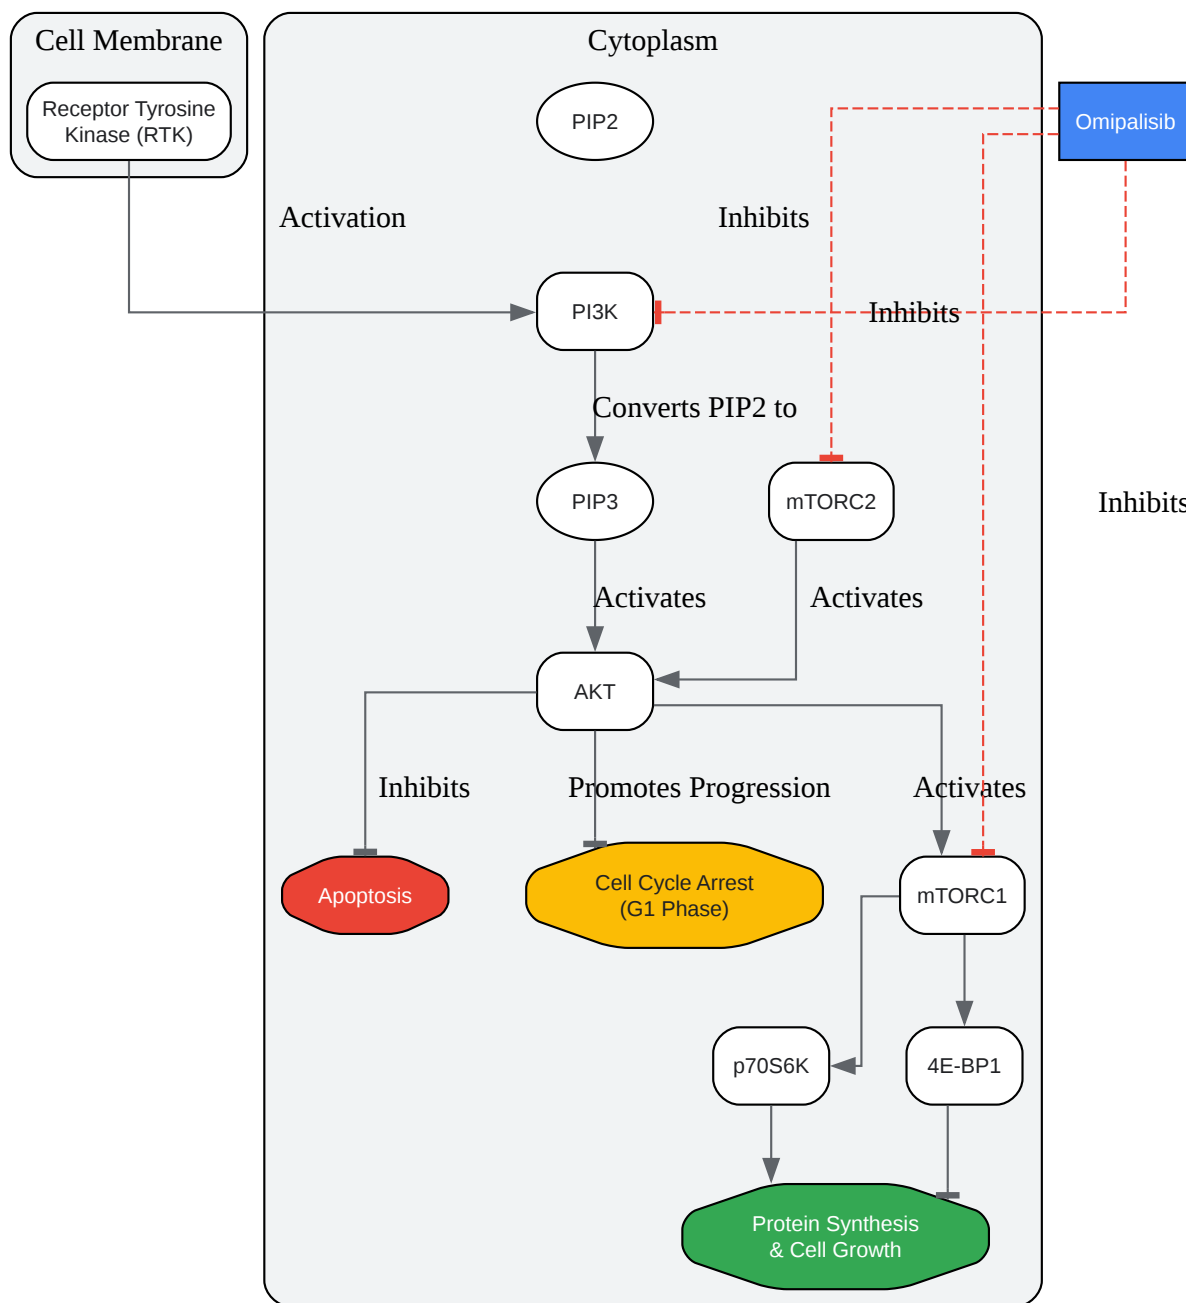 Cell Membrane
Cytoplasm
Receptor Tyrosine
Kinase (RTK)
PIP2
Omipalisib
Activation
Inhibits
PI3K
Inhibits
Converts PIP2 to
PIP3
mTORC2
Inhibits
Activates
Activates
AKT
Inhibits
Promotes Progression
Activates
Apoptosis
Cell Cycle Arrest
(G1 Phase)
mTORC1
p70S6K
4E-BP1
Protein Synthesis
& Cell Growth